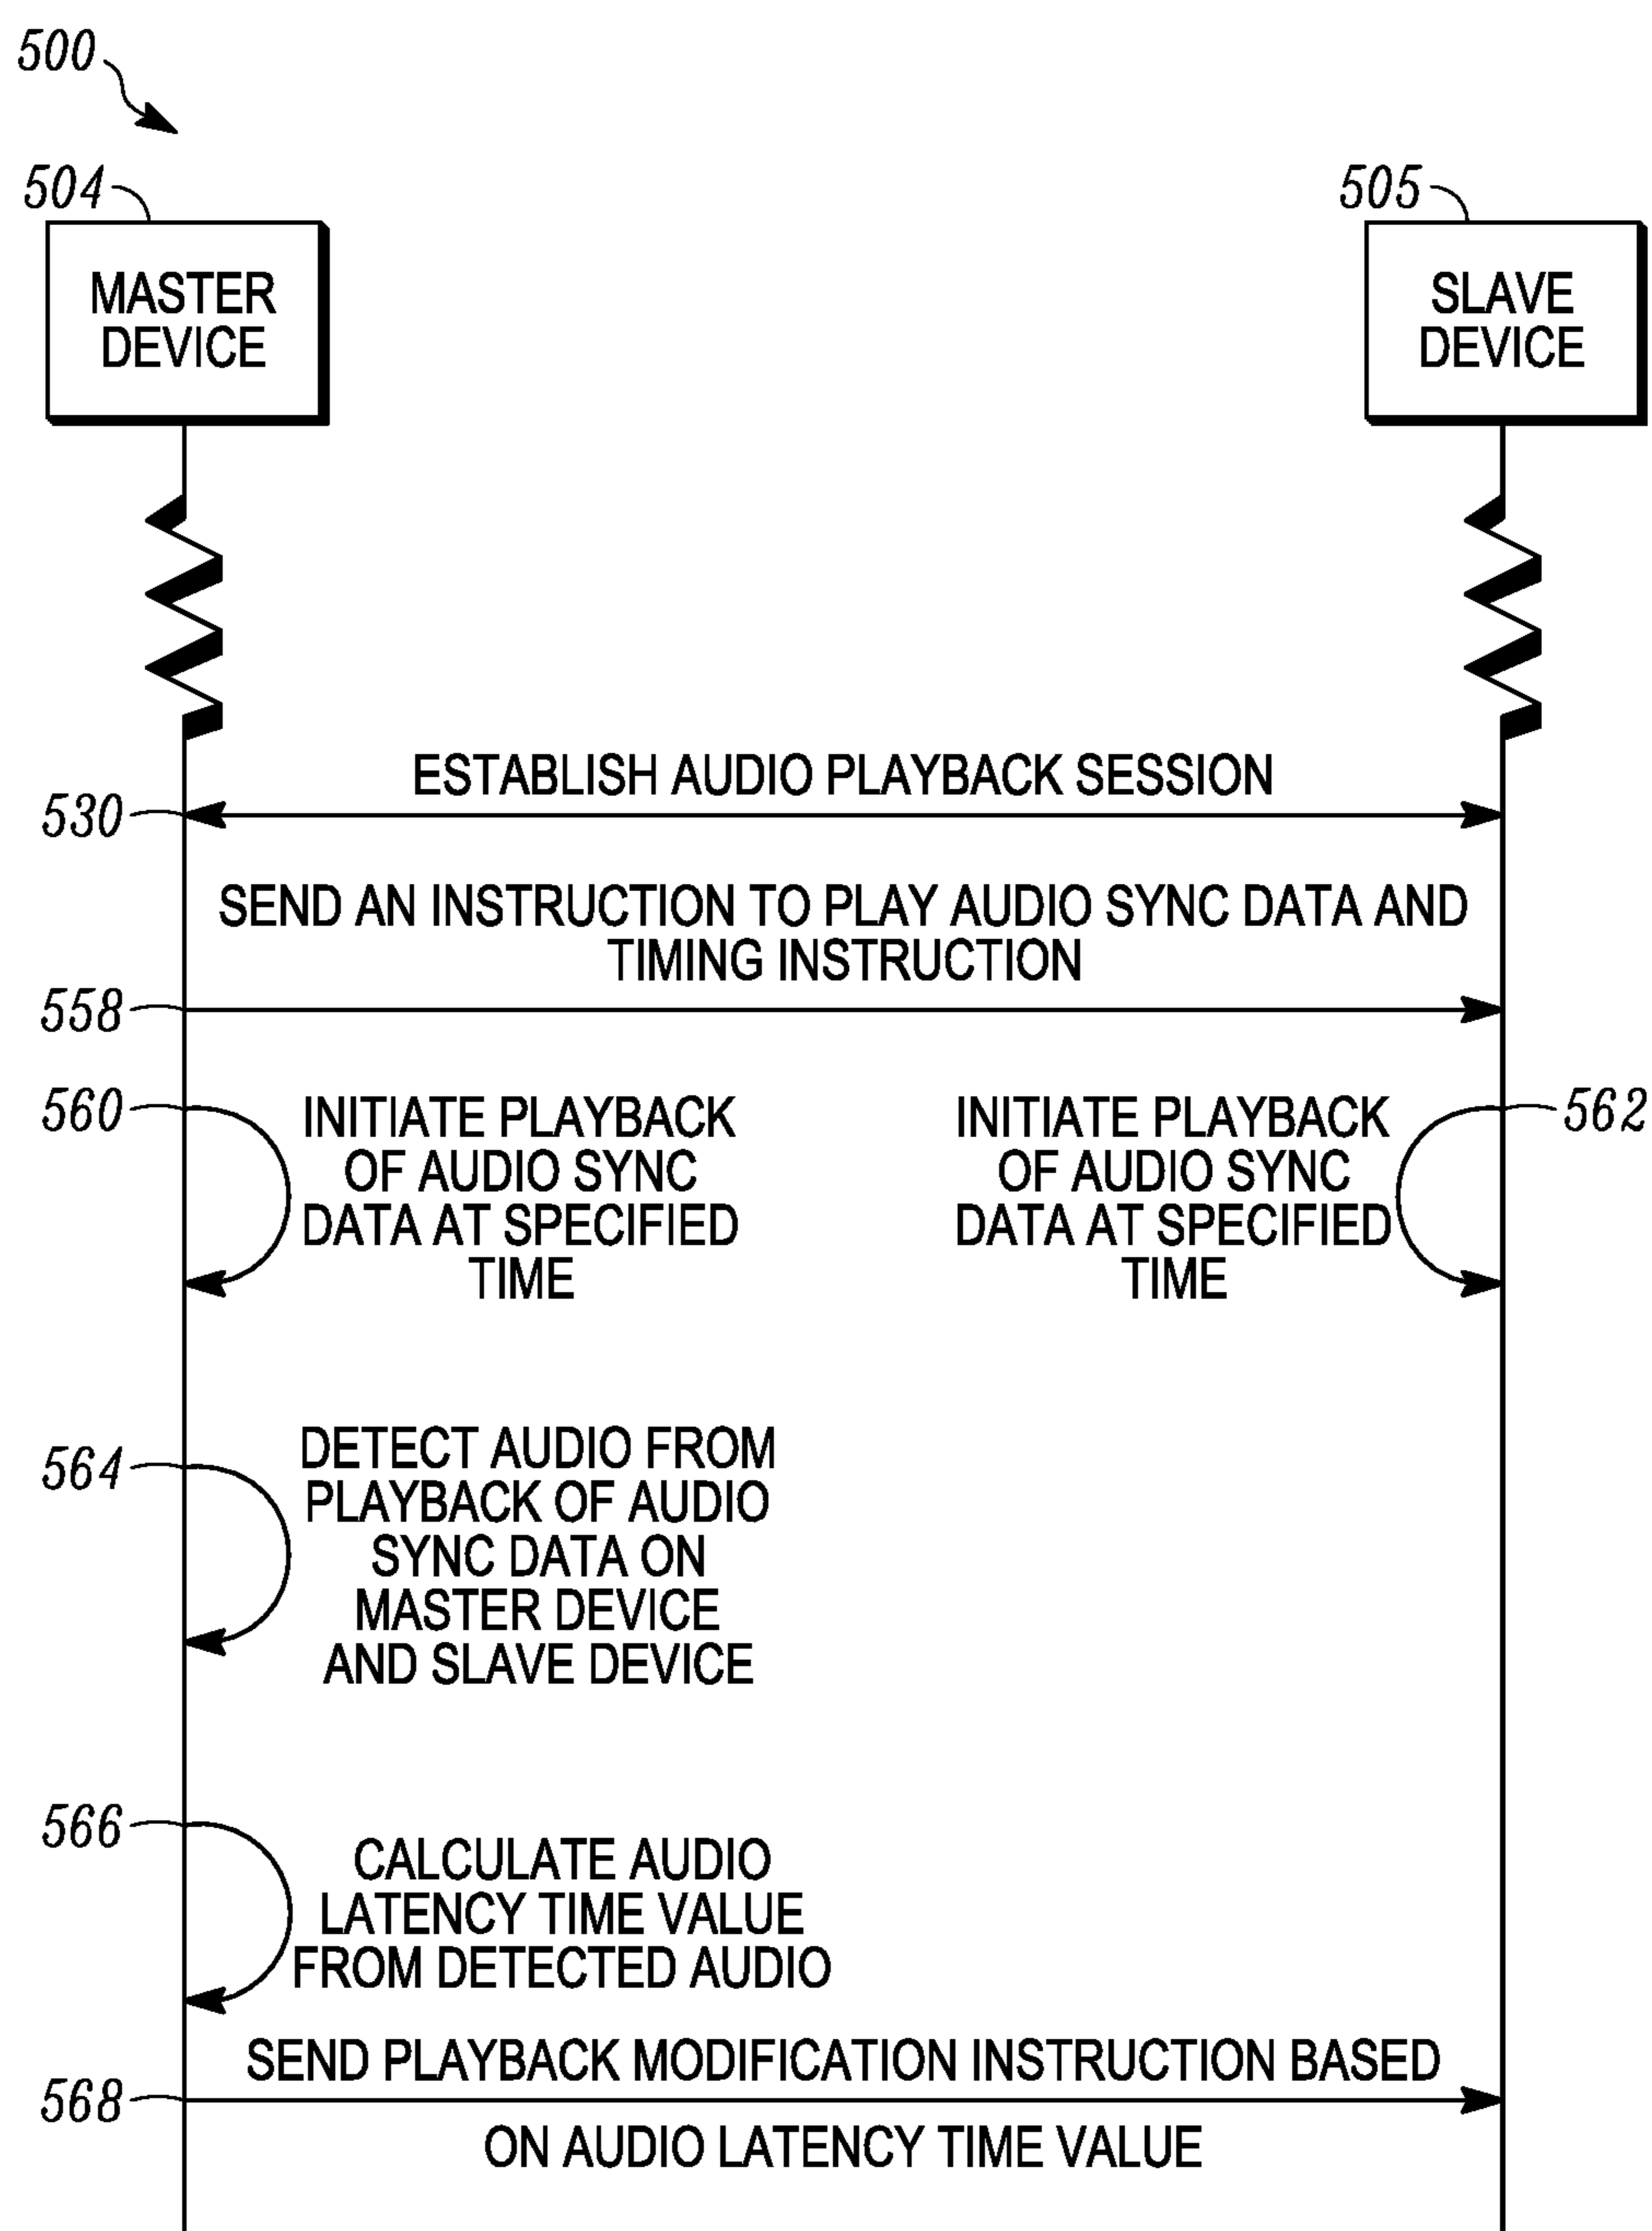 500
504
505
MASTER
DEVICE
SLAVE
DEVICE
ESTABLISH AUDIO PLAYBACK SESSION
530
SEND AN INSTRUCTION TO PLAY AUDIO SYNC DATA AND
TIMING INSTRUCTION
558
560
INITIATE PLAYBACK
OF AUDIO SYNC
DATA AT SPECIFIED
TIME
INITIATE PLAYBACK
OF AUDIO SYNC
DATA AT SPECIFIED
TIME
562
564
DETECT AUDIO FROM
PLAYBACK OF AUDIO
SYNC DATA ON
MASTER DEVICE
AND SLAVE DEVICE
566
CALCULATE AUDIO
LATENCY TIME VALUE
FROM DETECTED AUDIO
SEND PLAYBACK MODIFICATION INSTRUCTION BASED
568
ON AUDIO LATENCY TIME VALUE